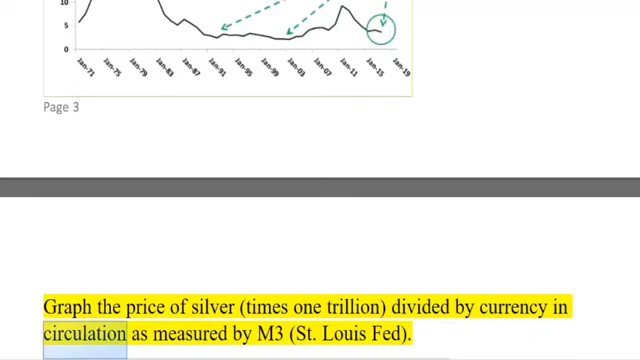 10
5
0
Jan-71 Jan-75 Jan-79 Jan-83 Jan-87 Jan-91 Jan-95 Jan-99 Jan-03 Jan-07 Jan-11 Jan-15 Jan-19
Page 3
Graph the price of silver (times one trillion) divided by currency in
circulation as measured by M3 (St. Louis Fed).